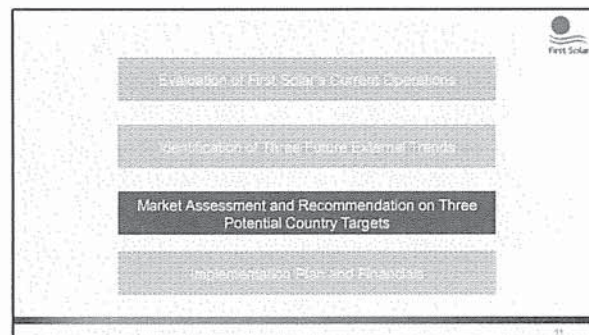 First Solar
Evaluation of First Solar's Current Operations
Identification of Three Future External Trends
Market Assessment and Recommendation on Three
Potential Country Targets
Implementation Plan and Financials
11